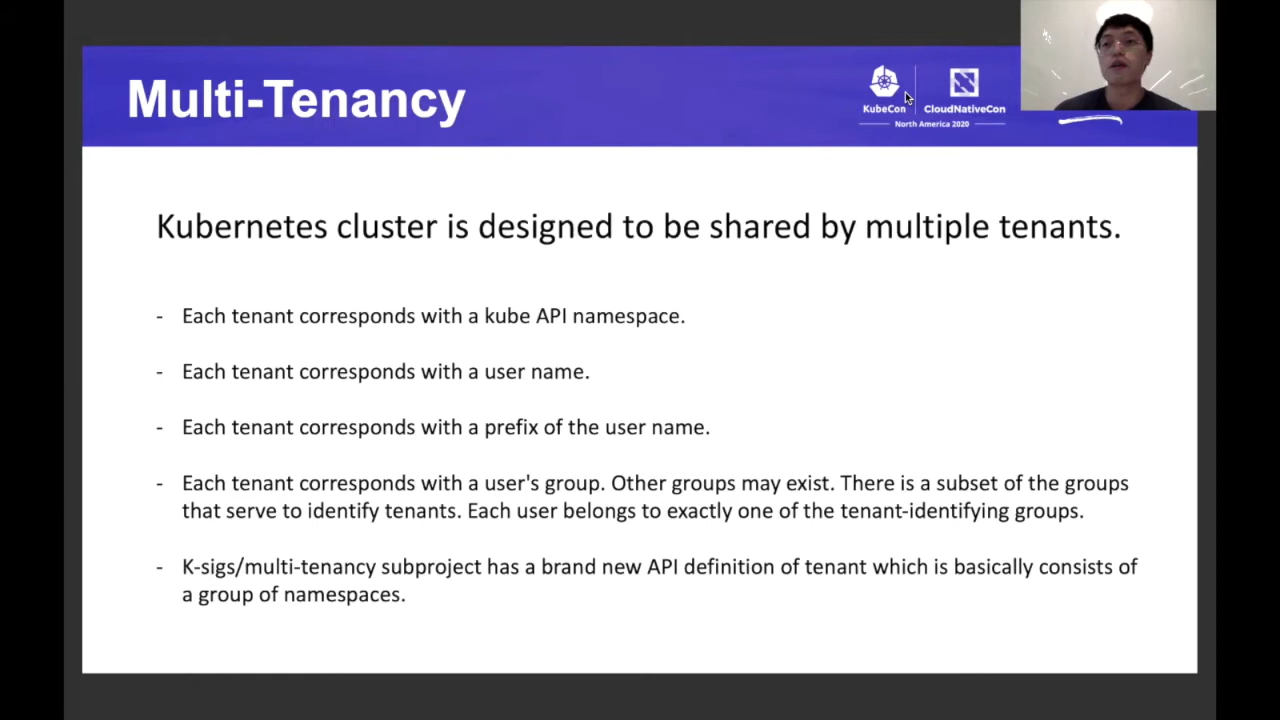 Multi-Tenancy
KubeCon
CloudNativeCon
North America 2020
Kubernetes cluster is designed to be shared by multiple tenants.
- Each tenant corresponds with a kube API namespace.
- Each tenant corresponds with a user name.
- Each tenant corresponds with a prefix of the user name.
- Each tenant corresponds with a user's group. Other groups may exist. There is a subset of the groups
that serve to identify tenants. Each user belongs to exactly one of the tenant-identifying groups.
- K-sigs/multi-tenancy subproject has a brand new API definition of tenant which is basically consists of
a group of namespaces.